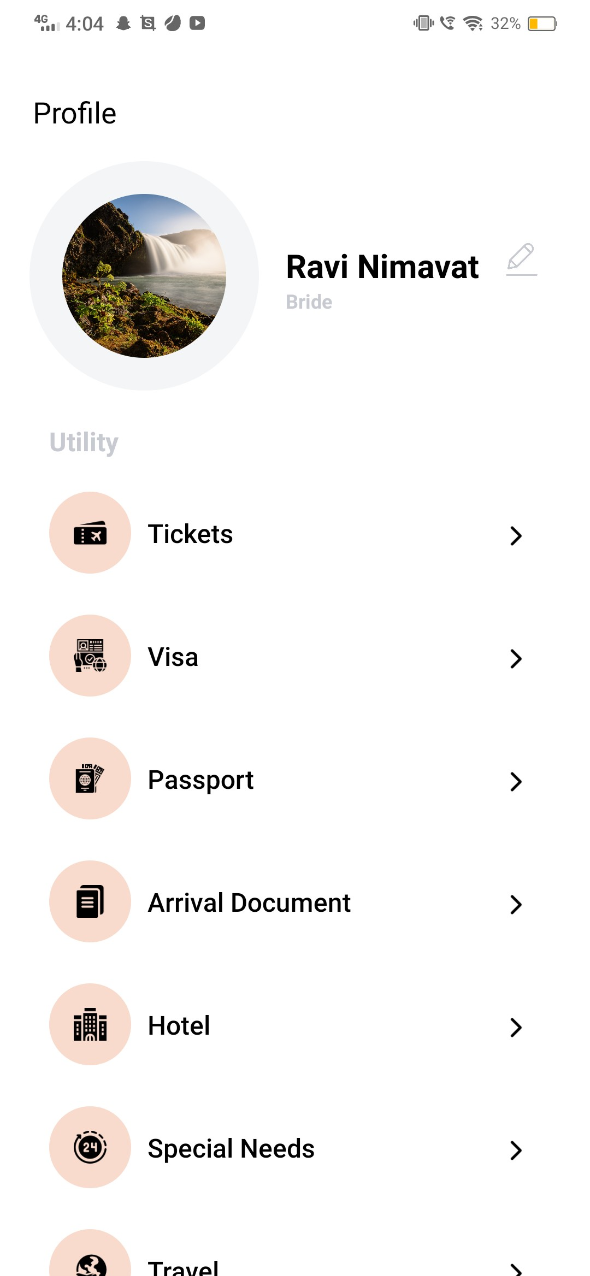 4G 4:04 32%
Profile
Ravi Nimavat
Bride
Utility
Tickets
Visa
Passport
Arrival Document
Hotel
24
Special Needs
Travel